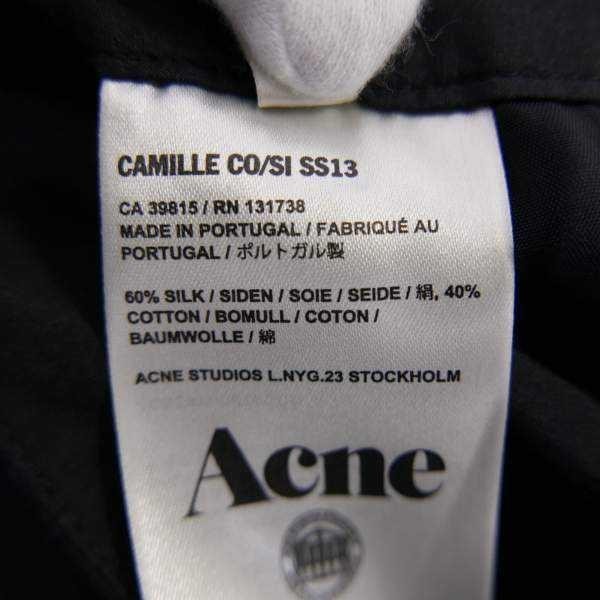 CAMILLE CO/SI SS13
CA 39815 / RN 131738
MADE IN PORTUGAL / FABRIQUÉ AU
PORTUGAL / ポルトガル製
60% SILK / SIDEN / SOIE / SEIDE / 絹, 40%
COTTON / BOMULL / COTON /
BAUMWOLLE / 綿
ACNE STUDIOS L.NYG.23 STOCKHOLM
Acne